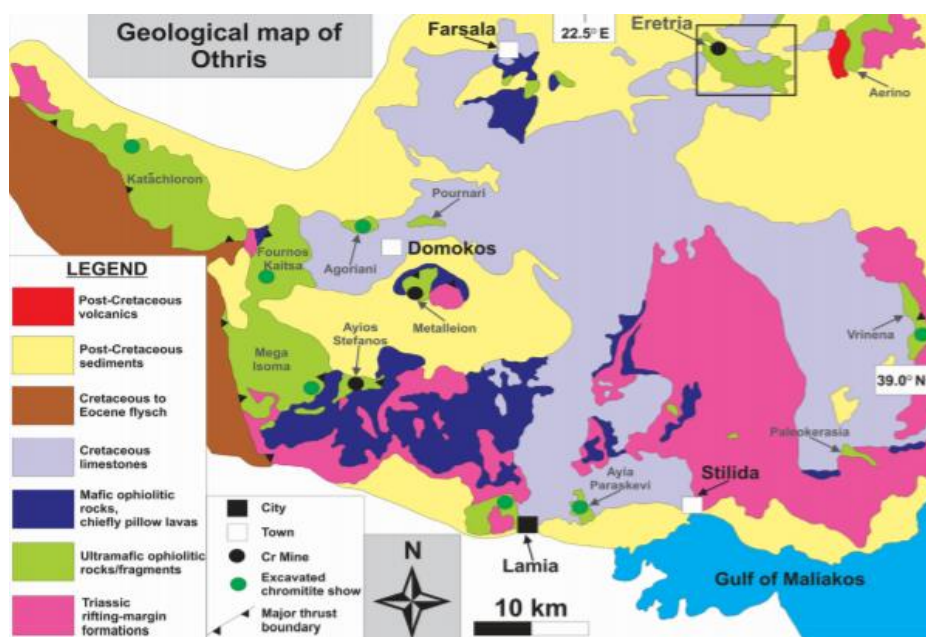 Geological map of
Othris
Farsala
22.5° E
Eretria
Aerino
Katáchloron
Pournari
Fournos
Kaitsa
Agoriani
Domokos
Metalleion
Ayios
Stefanos
Mega
Isoma
Vrinena
39.0° N
Paleokerasia
Ayia
Paraskevi
Stilida
Lamia
Gulf of Maliakos
LEGEND
Post-Cretaceous
volcanics
Post-Cretaceous
sediments
Cretaceous to
Eocene flysch
Cretaceous
limestones
Mafic ophiolitic
rocks,
chiefly pillow lavas
Ultramafic ophiolitic
rocks/fragments
Triassic
rifting-margin
formations
City
Town
Cr Mine
Excavated
chromitite show
Major thrust
boundary
N
10 km